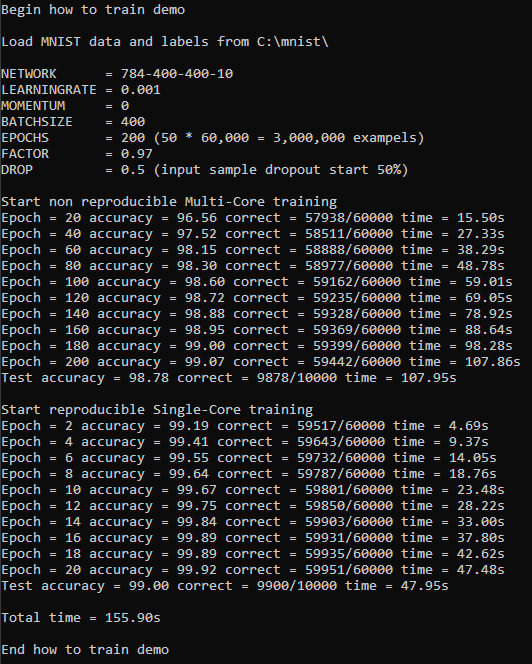 Begin how to train demo
Load MNIST data and labels from C:\mnist\
NETWORK = 784-400-400-10
LEARNINGRATE = 0.001
MOMENTUM = 0
BATCHSIZE = 400
EPOCHS = 200 (50 * 60,000 = 3,000,000 exampels)
FACTOR = 0.97
DROP = 0.5 (input sample dropout start 50%)
Start non reproducible Multi-Core training
Epoch = 20 accuracy = 96.56 correct = 57938/60000 time = 15.50s
Epoch = 40 accuracy = 97.52 correct = 58511/60000 time = 27.33s
Epoch = 60 accuracy = 98.15 correct = 58888/60000 time = 38.29s
Epoch = 80 accuracy = 98.30 correct = 58977/60000 time = 48.78s
Epoch = 100 accuracy = 98.60 correct = 59162/60000 time = 59.01s
Epoch = 120 accuracy = 98.72 correct = 59235/60000 time = 69.05s
Epoch = 140 accuracy = 98.88 correct = 59328/60000 time = 78.92s
Epoch = 160 accuracy = 98.95 correct = 59369/60000 time = 88.64s
Epoch = 180 accuracy = 99.00 correct = 59399/60000 time = 98.28s
Epoch = 200 accuracy = 99.07 correct = 59442/60000 time = 107.86s
Test accuracy = 98.78 correct = 9878/10000 time = 107.95s
Start reproducible Single-Core training
Epoch = 2 accuracy = 99.19 correct = 59517/60000 time = 4.69s
Epoch = 4 accuracy = 99.41 correct = 59643/60000 time = 9.37s
Epoch = 6 accuracy = 99.55 correct = 59732/60000 time = 14.05s
Epoch = 8 accuracy = 99.64 correct = 59787/60000 time = 18.76s
Epoch = 10 accuracy = 99.67 correct = 59801/60000 time = 23.48s
Epoch = 12 accuracy = 99.75 correct = 59850/60000 time = 28.22s
Epoch = 14 accuracy = 99.84 correct = 59903/60000 time = 33.00s
Epoch = 16 accuracy = 99.89 correct = 59931/60000 time = 37.80s
Epoch = 18 accuracy = 99.89 correct = 59935/60000 time = 42.62s
Epoch = 20 accuracy = 99.92 correct = 59951/60000 time = 47.48s
Test accuracy = 99.00 correct = 9900/10000 time = 47.95s
Total time = 155.90s
End how to train demo